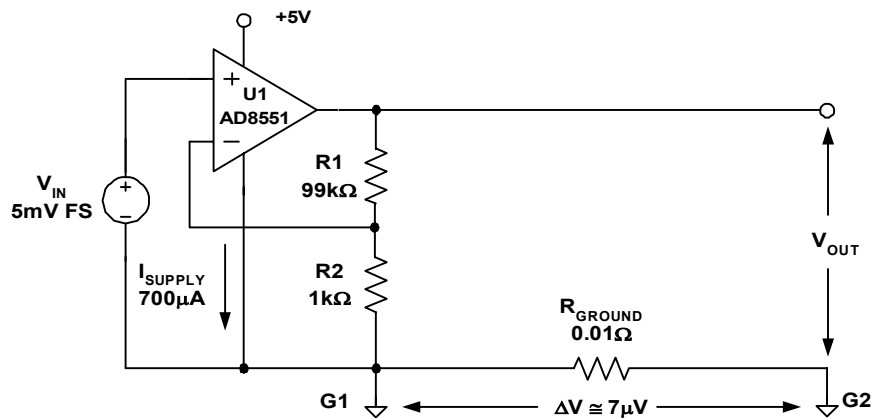 +5V
+
U1
AD8551
−
R1
99kΩ
V_IN
5mV FS
+
−
V_OUT
I_SUPPLY
700µA
R2
1kΩ
R_GROUND
0.01Ω
G1
ΔV ≅ 7µV
G2